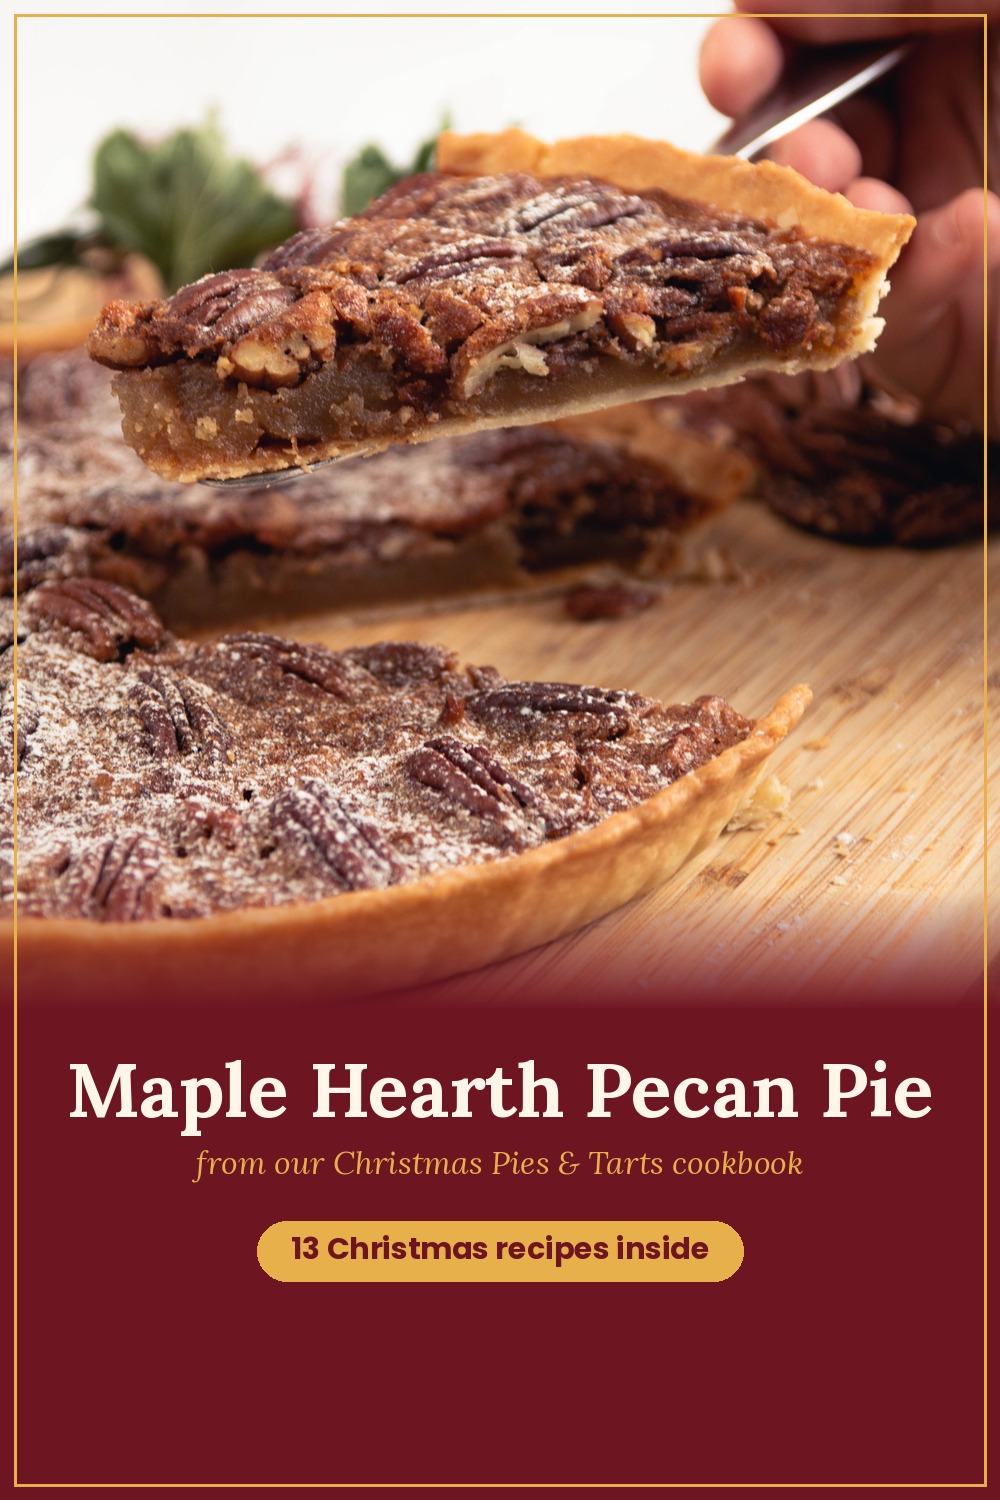 Maple Hearth Pecan Pie
from our Christmas Pies & Tarts cookbook
13 Christmas recipes inside